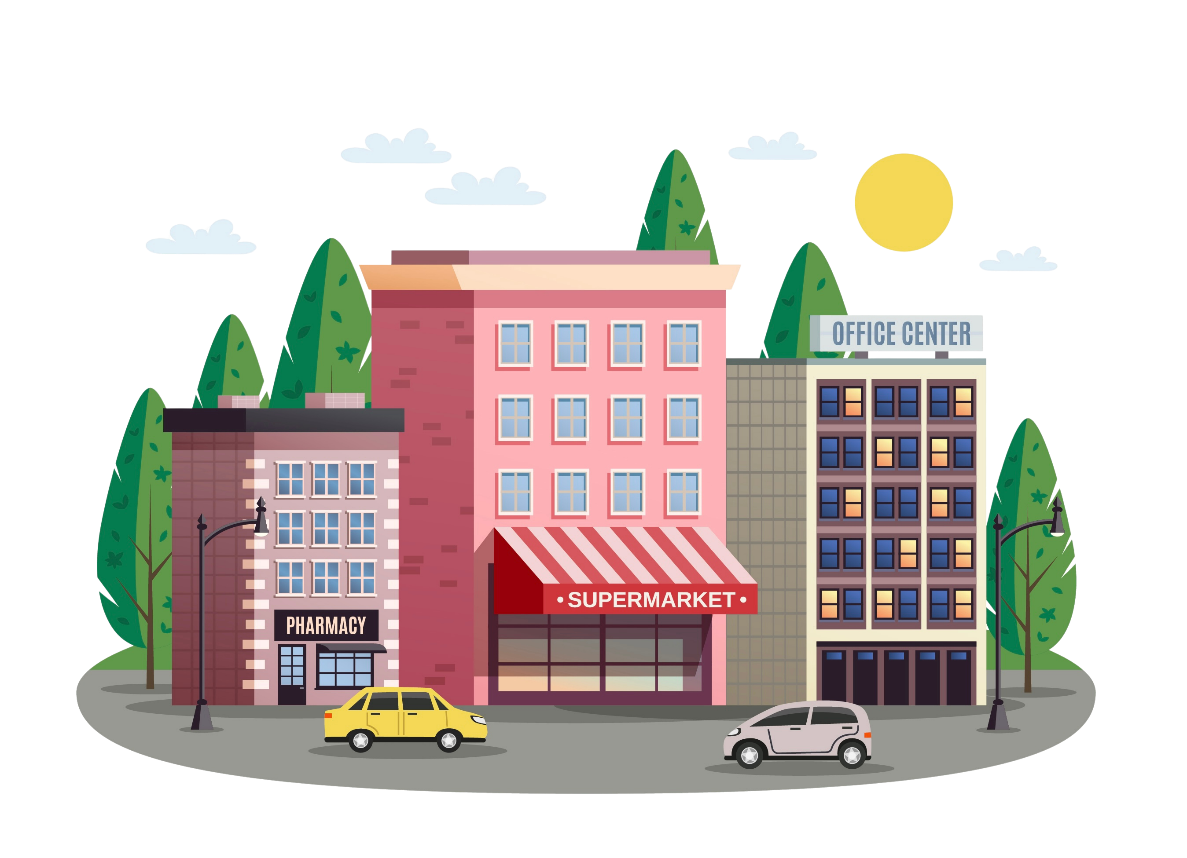 OFFICE CENTER
• SUPERMARKET •
PHARMACY